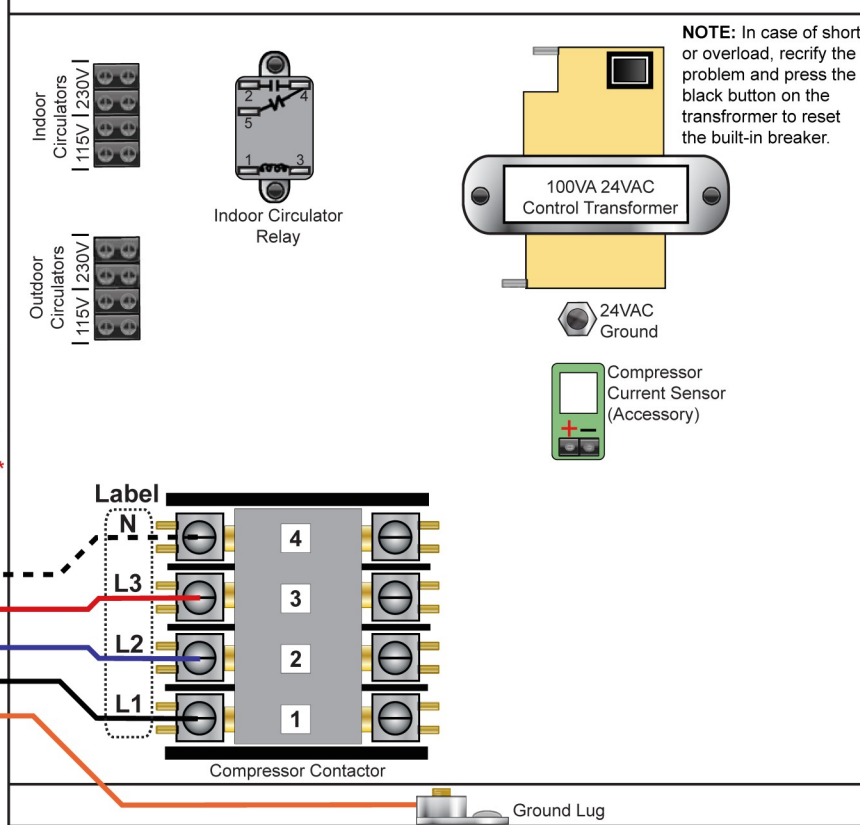 NOTE: In case of short
or overload, recrify the
problem and press the
black button on the
transfromer to reset
the built-in breaker.
Indoor
Circulators
115V 230V
2
4
5
1
3
Indoor Circulator
Relay
100VA 24VAC
Control Transformer
Outdoor
Circulators
115V 230V
24VAC
Ground
Compressor
Current Sensor
(Accessory)
+ −
*
Label
N
4
L3
3
L2
2
L1
1
Compressor Contactor
Ground Lug